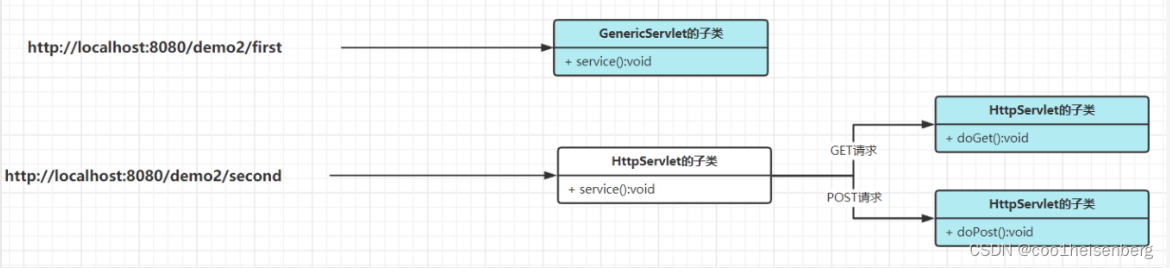 http://localhost:8080/demo2/first
GenericServlet的子类
+ service():void
http://localhost:8080/demo2/second
HttpServlet的子类
+ service():void
GET请求
POST请求
HttpServlet的子类
+ doGet():void
HttpServlet的子类
+ doPost():void
CSDN @coo1heisenberg